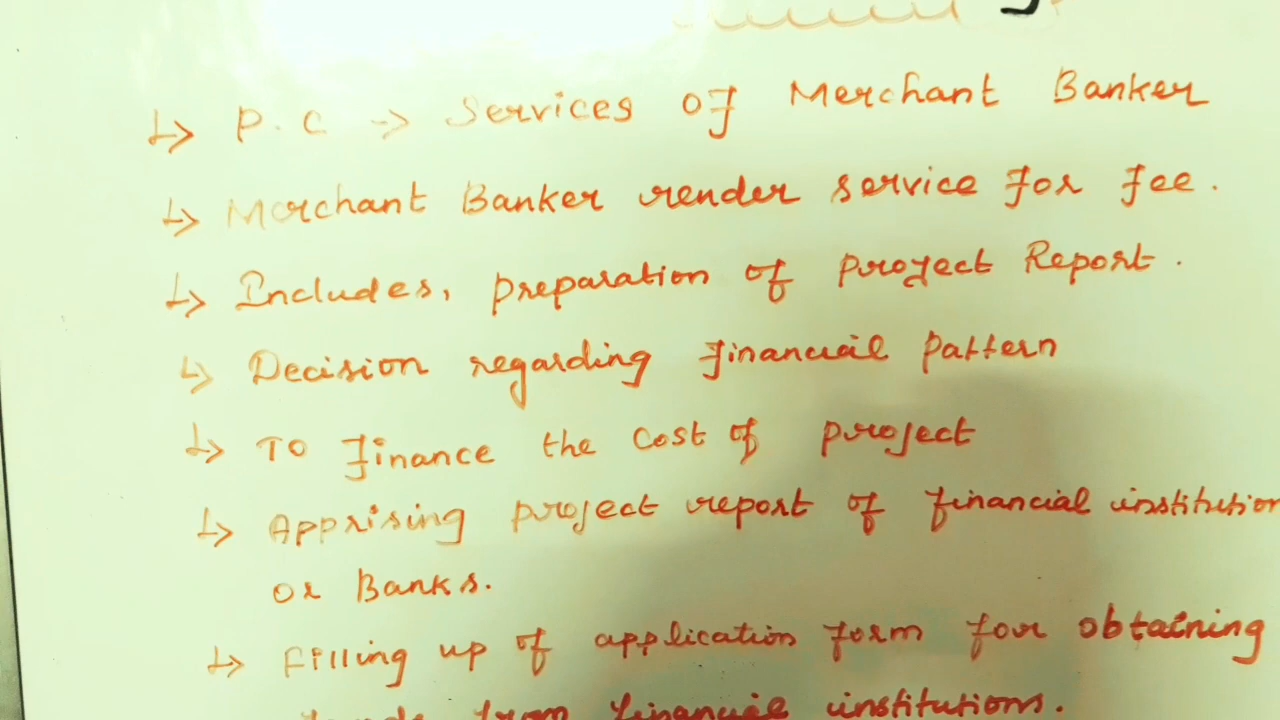 ↳ P.C → Services of Merchant Banker
↳ Merchant Banker render service for fee.
↳ Includes, preparation of project Report.
↳ Decision regarding financial pattern
↳ To finance the cost of project
↳ Apprising project report of financial institution
or Banks.
↳ Filling up of application form for obtaining
from financial institutions.